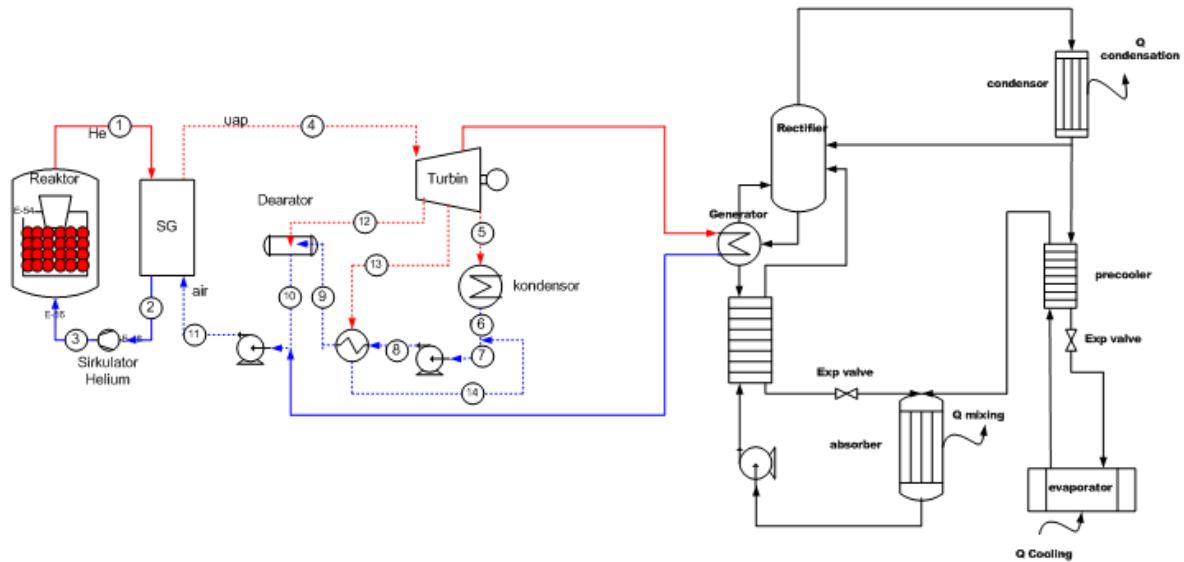 Q
condensation
condensor
uap
4
He
1
Rectifier
Reaktor
Turbin
E-54
SG
Dearator
12
Generator
5
13
precooler
kondensor
air
10
9
2
6
11
3
Sirkulator
Helium
8
7
Exp valve
14
Exp valve
Q mixing
absorber
evaporator
Q Cooling